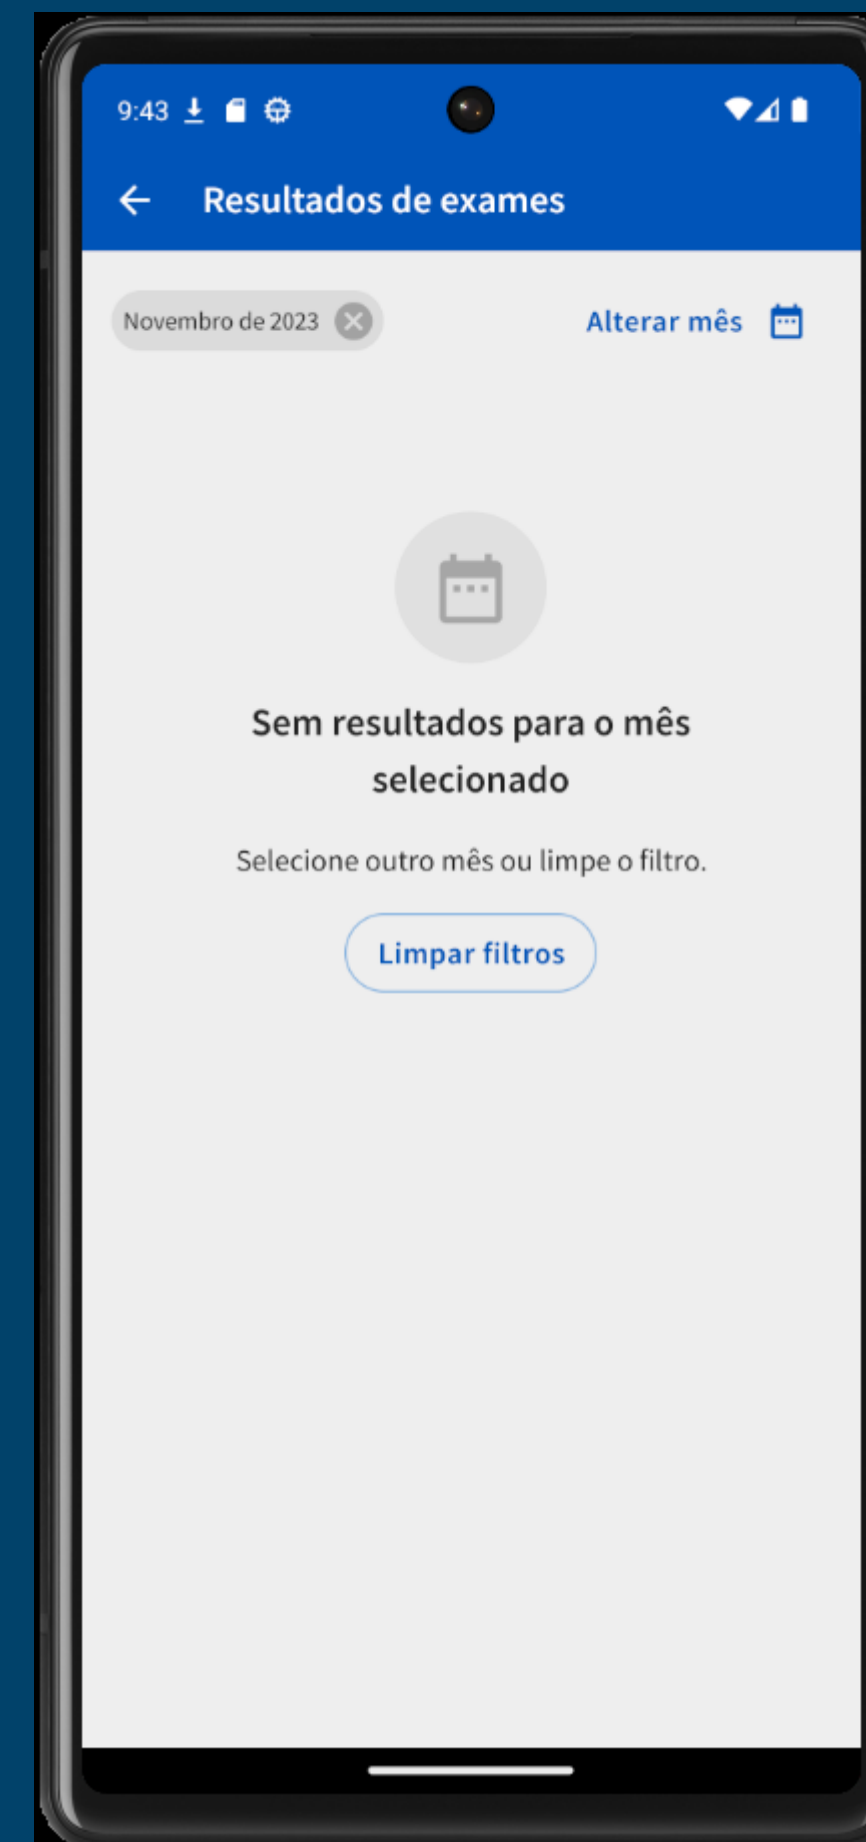 9:43
Resultados de exames
Novembro de 2023
Alterar mês
Sem resultados para o mês
selecionado
Selecione outro mês ou limpe o filtro.
Limpar filtros